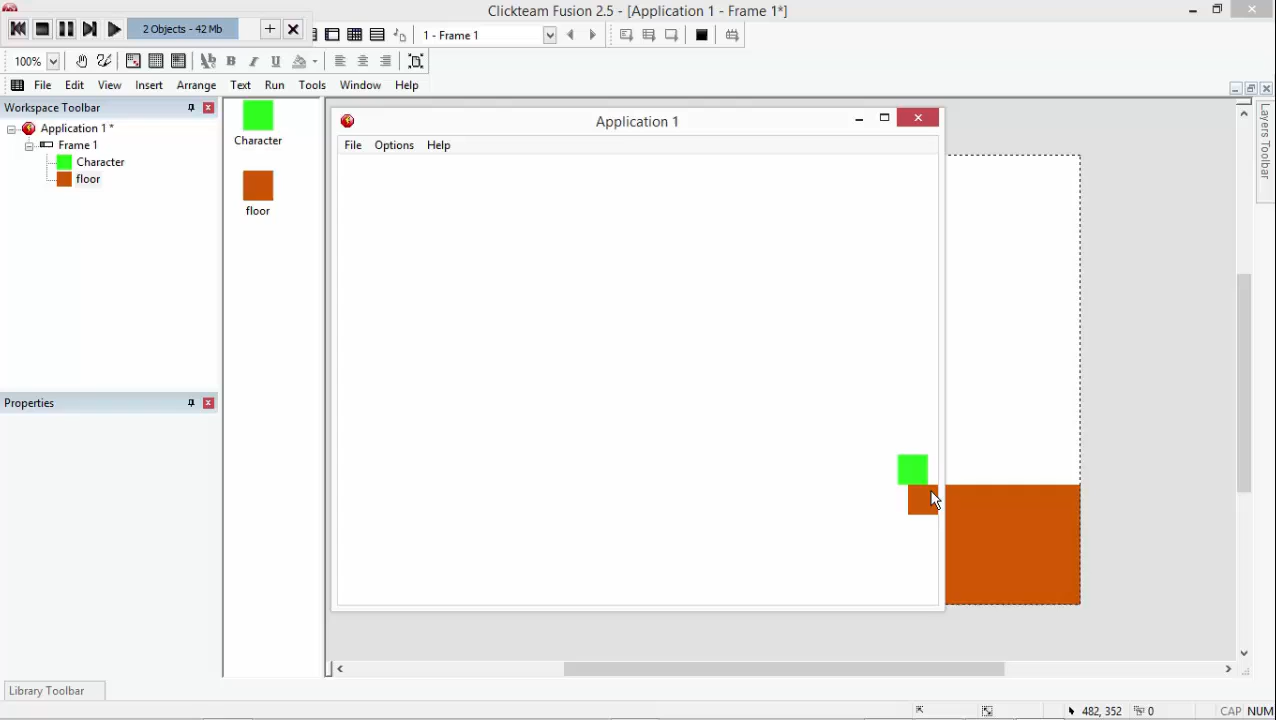 Clickteam Fusion 2.5 - [Application 1 - Frame 1*]
2 Objects - 42 Mb
1 - Frame 1
100%
B I U
File Edit View Insert Arrange Text Run Tools Window Help
Workspace Toolbar
Application 1 *
Frame 1
Character
floor
Properties
Library Toolbar
Character
floor
Application 1
File Options Help
Layers Toolbar
482, 352
0
CAP NUM